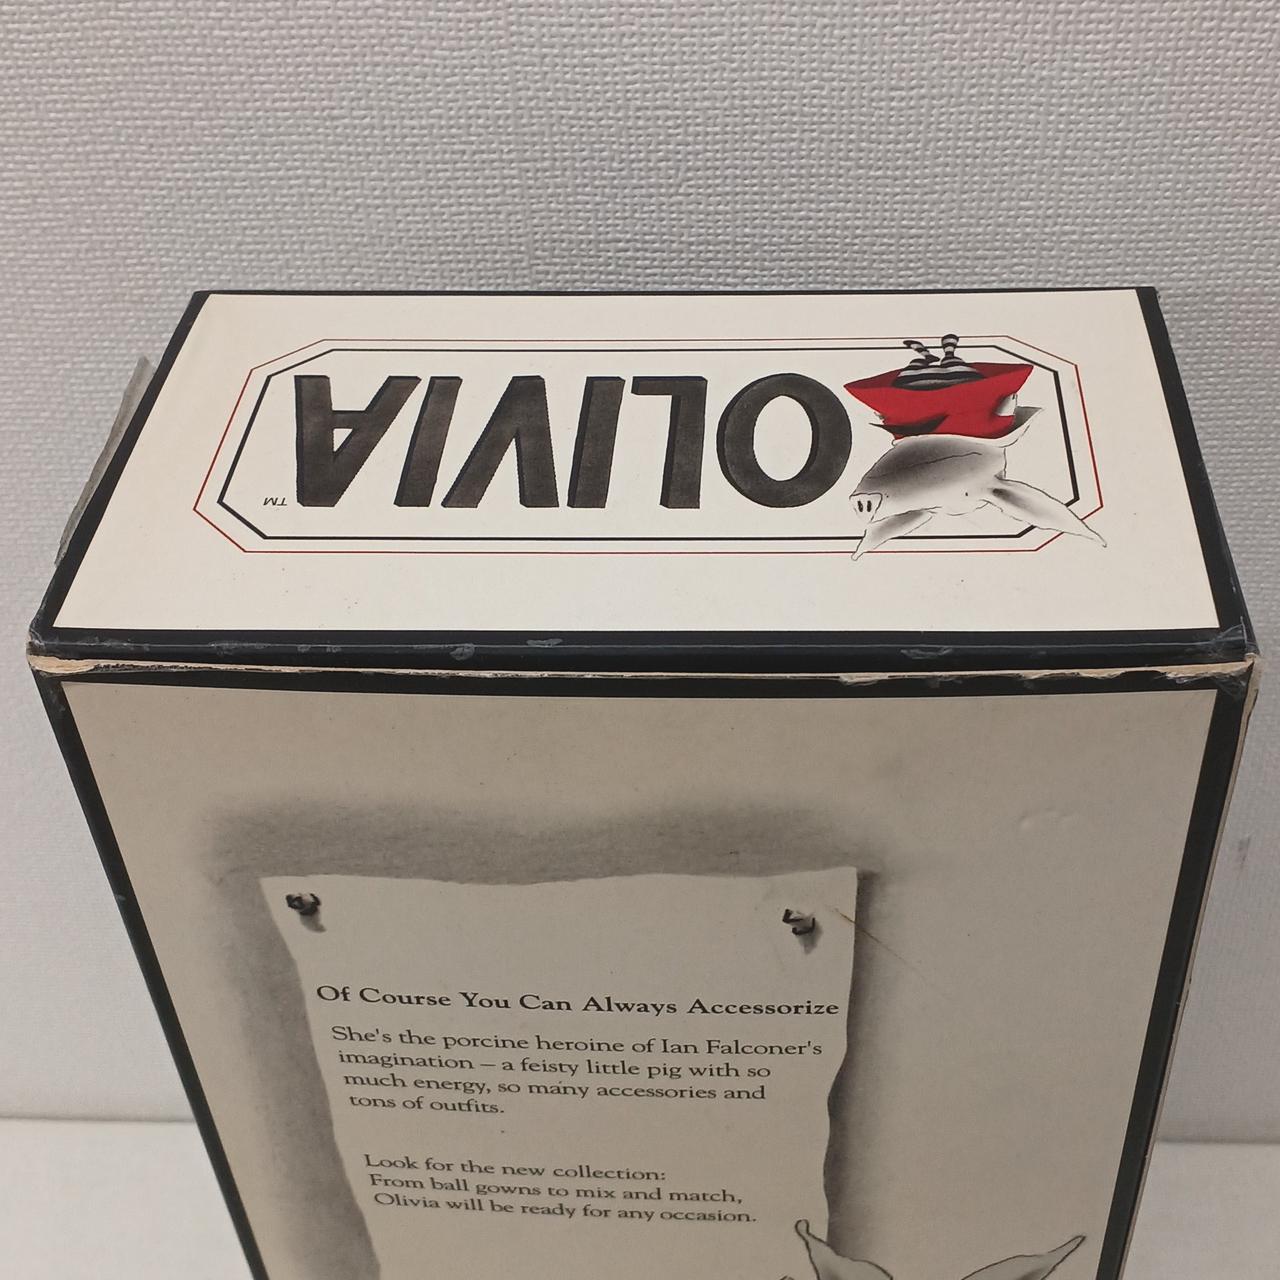 OLIVIA™
Of Course You Can Always Accessorize
She's the porcine heroine of Ian Falconer's
imagination – a feisty little pig with so
much energy, so many accessories and
tons of outfits.
Look for the new collection:
From ball gowns to mix and match,
Olivia will be ready for any occasion.